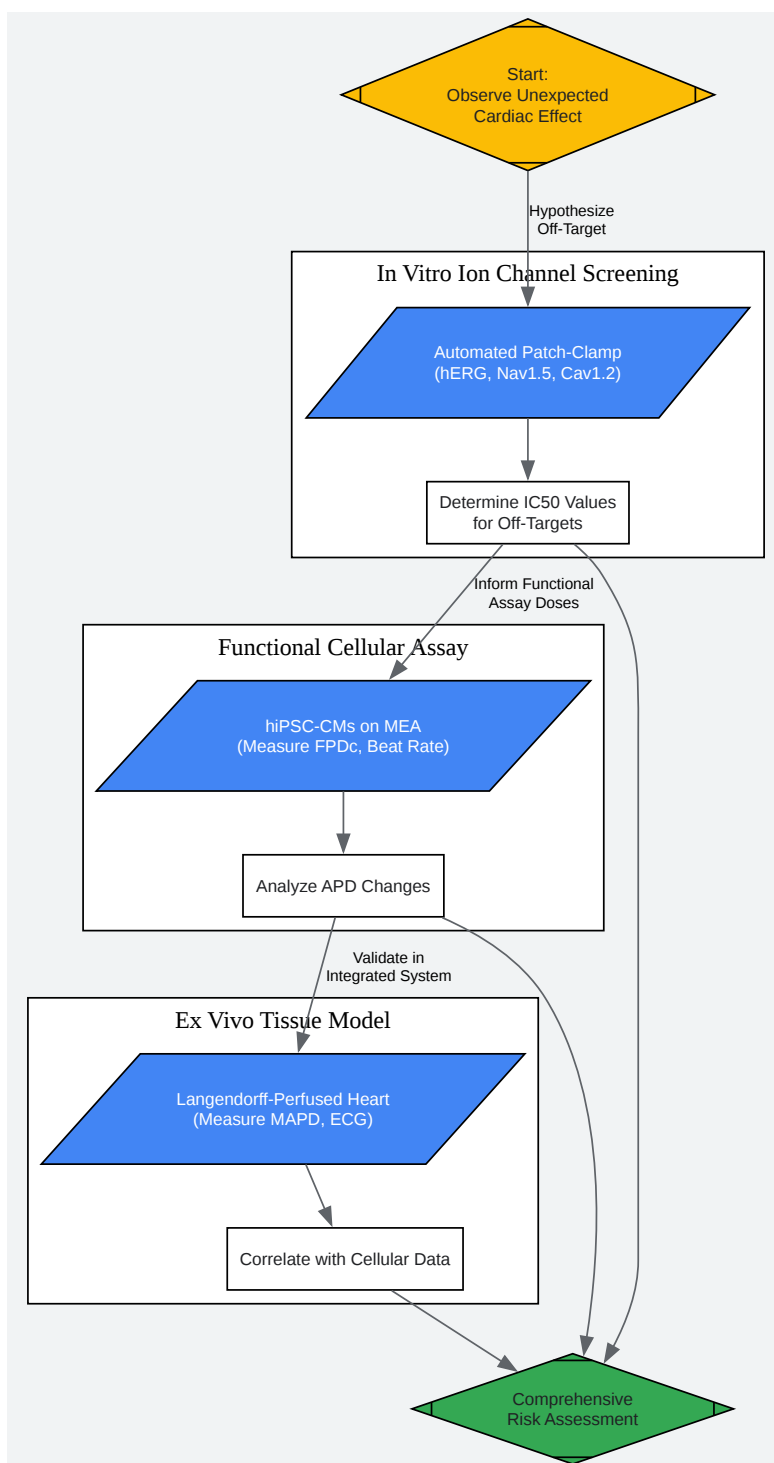 Start:
Observe Unexpected
Cardiac Effect
Hypothesize
Off-Target
In Vitro Ion Channel Screening
Automated Patch-Clamp
(hERG, Nav1.5, Cav1.2)
Determine IC50 Values
for Off-Targets
Inform Functional
Assay Doses
Functional Cellular Assay
hiPSC-CMs on MEA
(Measure FPDc, Beat Rate)
Analyze APD Changes
Validate in
Integrated System
Ex Vivo Tissue Model
Langendorff-Perfused Heart
(Measure MAPD, ECG)
Correlate with Cellular Data
Comprehensive
Risk Assessment